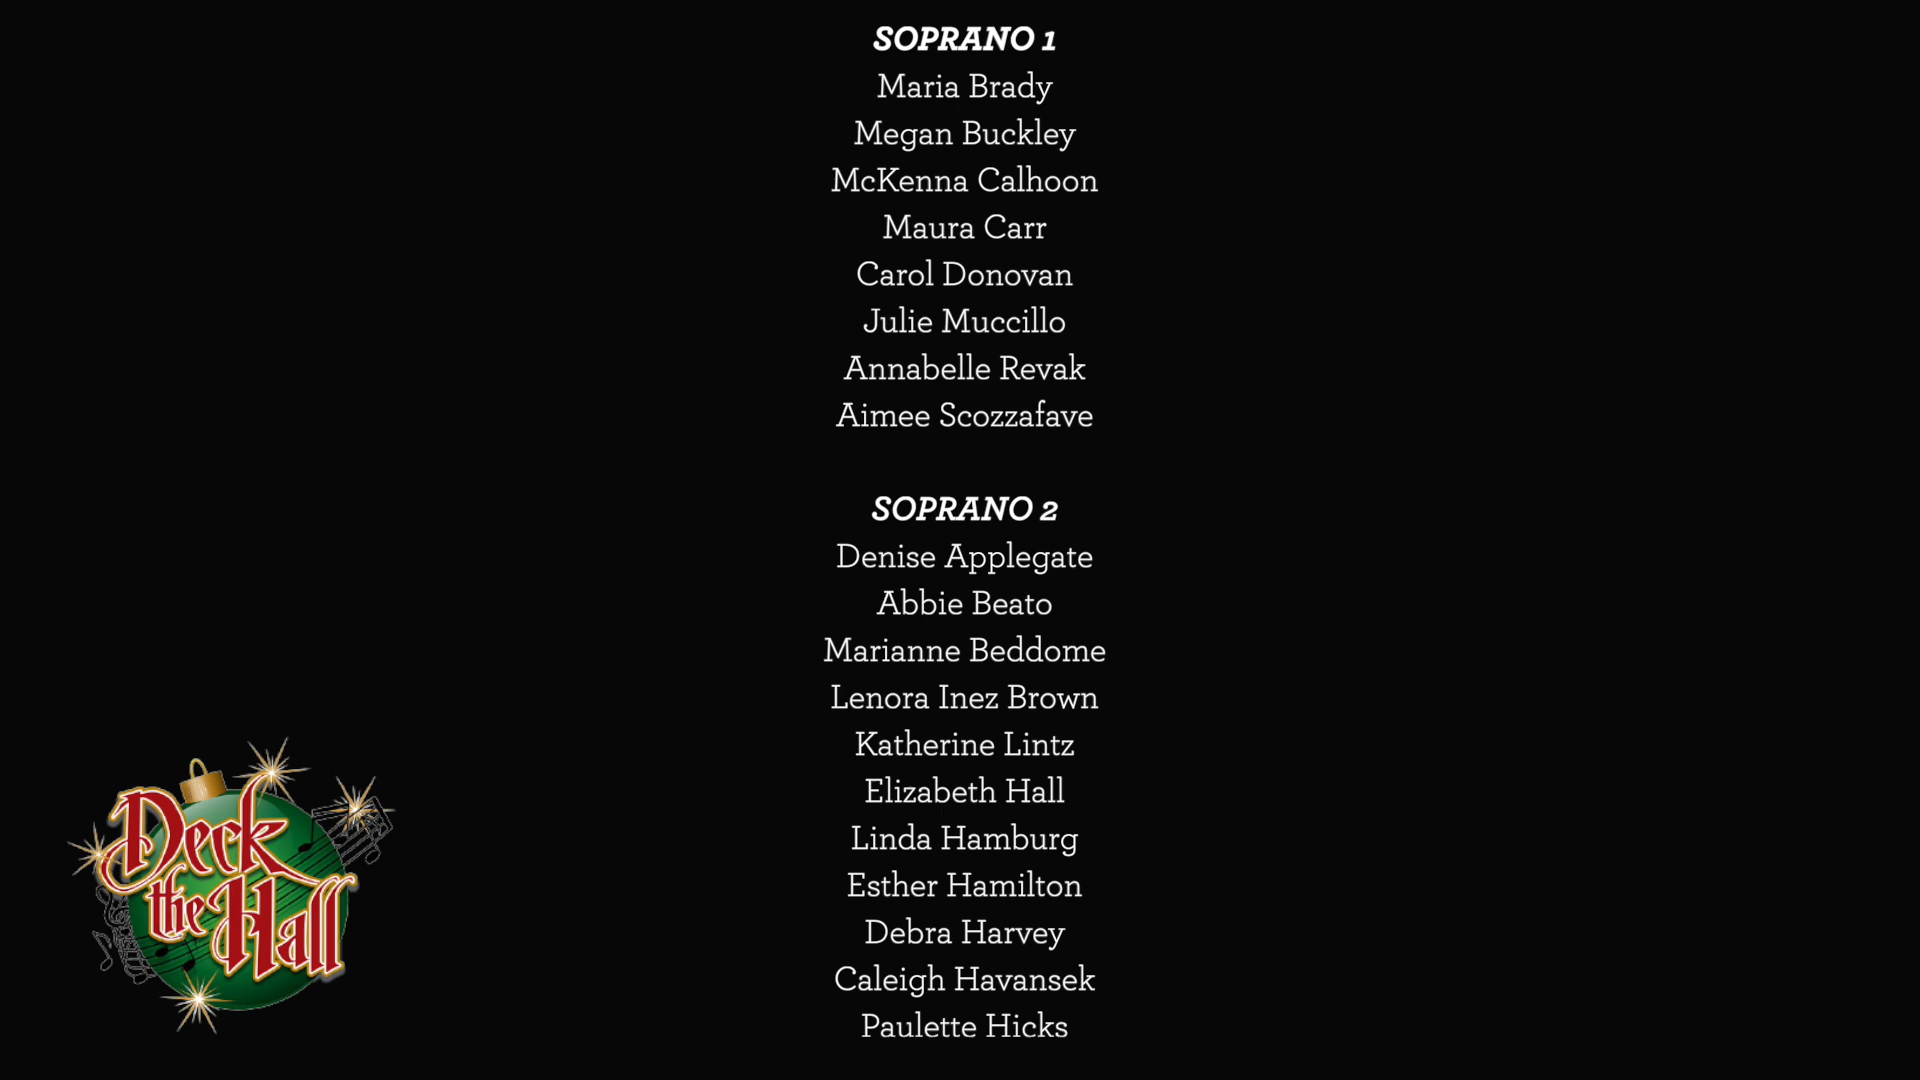 SOPRANO 1
Maria Brady
Megan Buckley
McKenna Calhoon
Maura Carr
Carol Donovan
Julie Muccillo
Annabelle Revak
Aimee Scozzafave
SOPRANO 2
Denise Applegate
Abbie Beato
Marianne Beddome
Lenora Inez Brown
Katherine Lintz
Elizabeth Hall
Linda Hamburg
Esther Hamilton
Debra Harvey
Caleigh Havansek
Paulette Hicks
Deck
the Hall